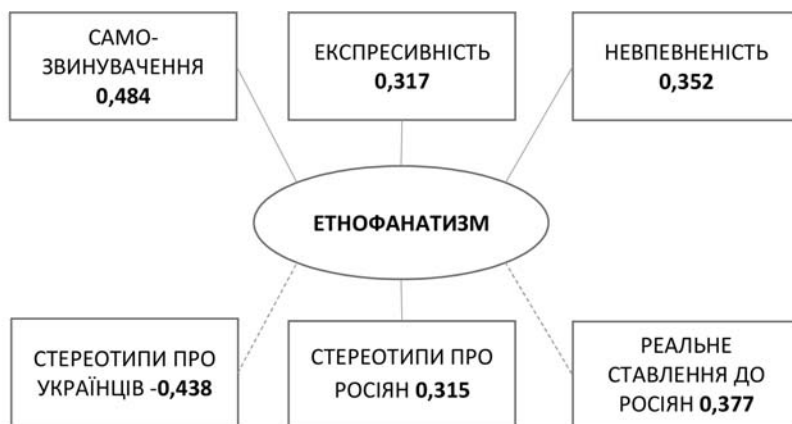 САМО-
ЗВИНУВАЧЕННЯ
0,484
ЕКСПРЕСИВНІСТЬ
0,317
НЕВПЕВНЕНІСТЬ
0,352
ЕТНОФАНАТИЗМ
СТЕРЕОТИПИ ПРО
УКРАЇНЦІВ -0,438
СТЕРЕОТИПИ ПРО
РОСІЯН 0,315
РЕАЛЬНЕ
СТАВЛЕННЯ ДО
РОСІЯН 0,377